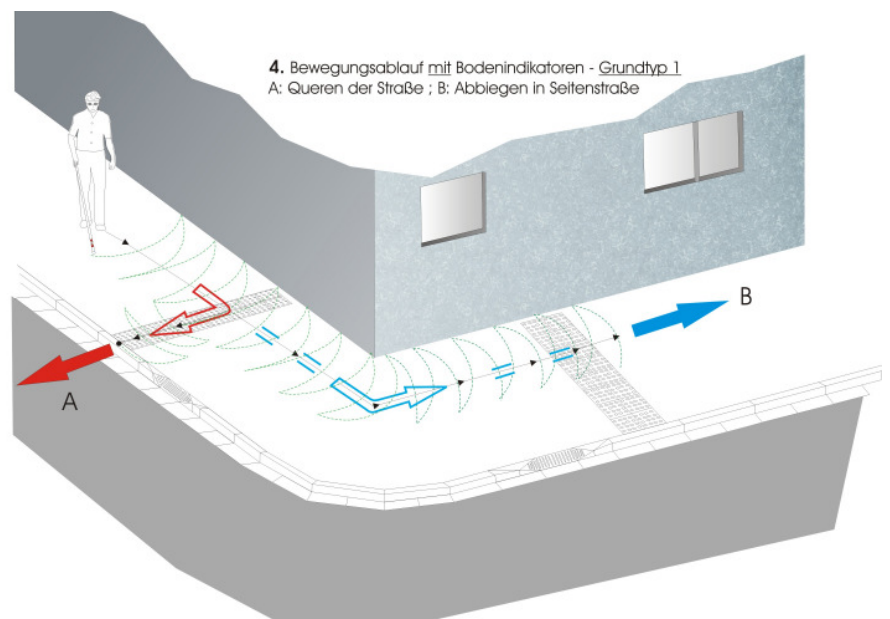 4. Bewegungsablauf mit Bodenindikatoren - Grundtyp 1
A: Queren der Straße ; B: Abbiegen in Seitenstraße
B
A